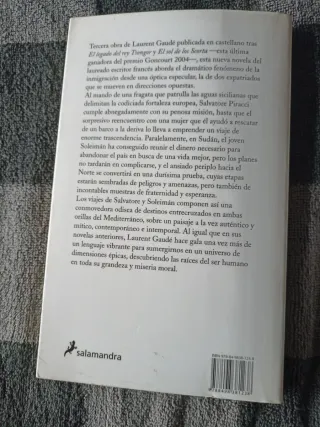 Tercera obra de Laurent Gaudé publicada en castellano tras
El legado del rey Tsongor y El sol de los Scorta —esta última
ganadora del premio Goncourt 2004—, esta nueva novela del
laureado escritor francés aborda el dramático fenómeno de la
inmigración desde una óptica especular, la de dos expatriados
que se mueven en direcciones opuestas.
Al mando de una fragata que patrulla las aguas sicilianas que
delimitan la codiciada fortaleza europea, Salvatore Piracci
cumple abnegadamente con su penosa misión, hasta que el
sorpresivo reencuentro con una mujer que él ayudó a rescatar
de un barco a la deriva lo lleva a emprender un viaje de
enorme trascendencia. Paralelamente, en Sudán, el joven
Soleimán ha conseguido reunir el dinero necesario para
abandonar el país en busca de una vida mejor, pero los planes
no tardarán en complicarse, y el ansiado periplo hacia el
Norte se convertirá en una durísima prueba, cuyas etapas
estarán sembradas de peligros y amenazas, pero también de
incontables muestras de fraternidad y esperanza.
Los viajes de Salvatore y Soleimán componen así una
conmovedora odisea de destinos entrecruzados en ambas
orillas del Mediterráneo, sobre un paisaje a la vez auténtico y
mítico, contemporáneo e intemporal. Al igual que en sus
novelas anteriores, Laurent Gaudé hace gala una vez más de
un lenguaje vibrante para sumergirnos en un universo de
dimensiones épicas, descubriendo las raíces del ser humano
en toda su grandeza y miseria moral.
salamandra